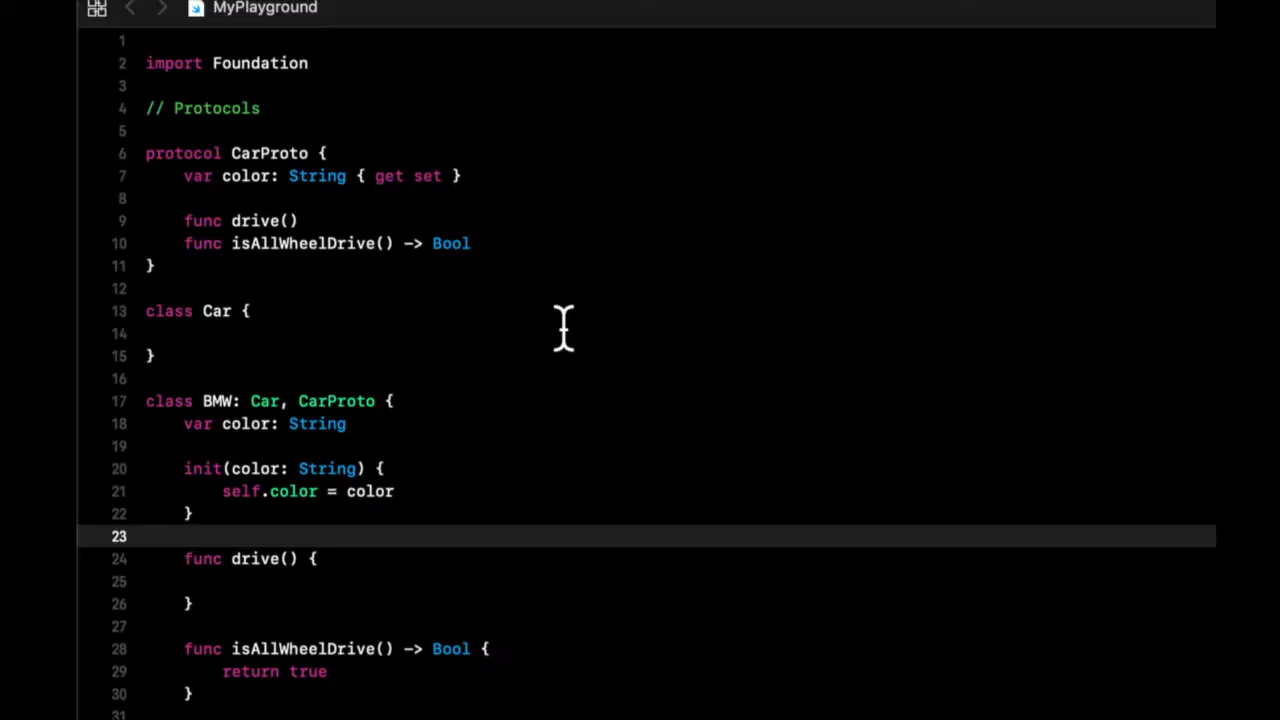 MyPlayground
1
2 import Foundation
3
4 // Protocols
5
6 protocol CarProto {
7 var color: String { get set }
8
9 func drive()
10 func isAllWheelDrive() -> Bool
11 }
12
13 class Car {
14
15 }
16
17 class BMW: Car, CarProto {
18 var color: String
19
20 init(color: String) {
21 self.color = color
22 }
23
24 func drive() {
25
26 }
27
28 func isAllWheelDrive() -> Bool {
29 return true
30 }
31